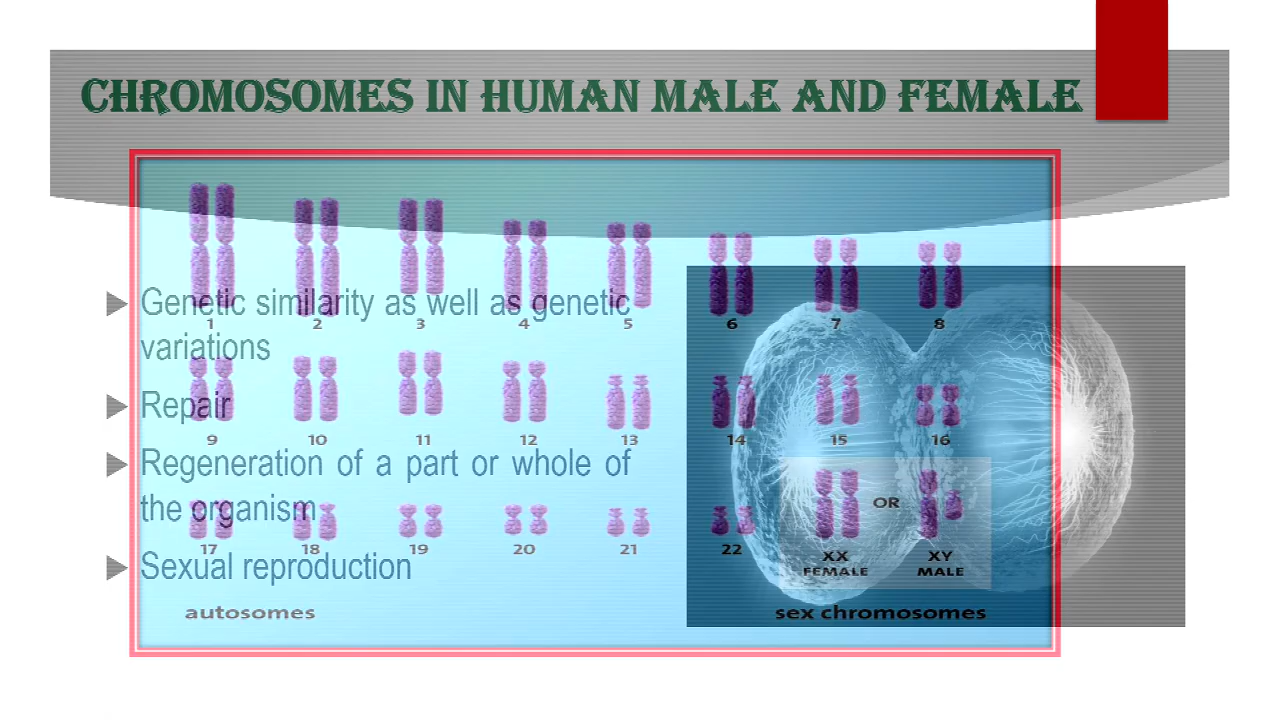 CHROMOSOMES IN HUMAN MALE AND FEMALE
Genetic similarity as well as genetic
variations
Repair
Regeneration of a part or whole of
the organism
Sexual reproduction
1 2 3 4 5 6 7 8
9 10 11 12 13 14 15 16
17 18 19 20 21 22
OR
XX XY
FEMALE MALE
autosomes sex chromosomes